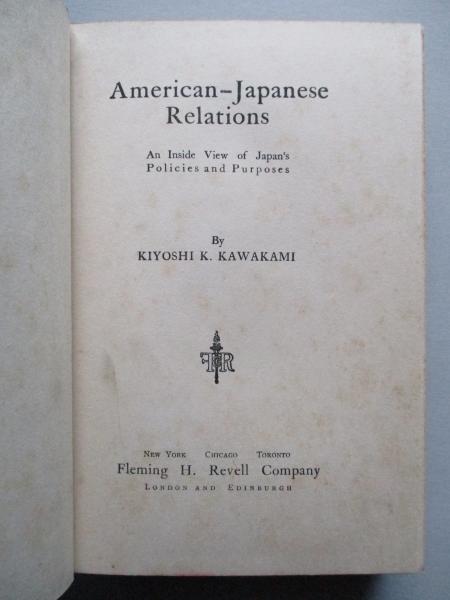 American-Japanese
Relations
An Inside View of Japan's
Policies and Purposes
By
KIYOSHI K. KAWAKAMI
FHR
NEW YORK CHICAGO TORONTO
Fleming H. Revell Company
LONDON AND EDINBURGH